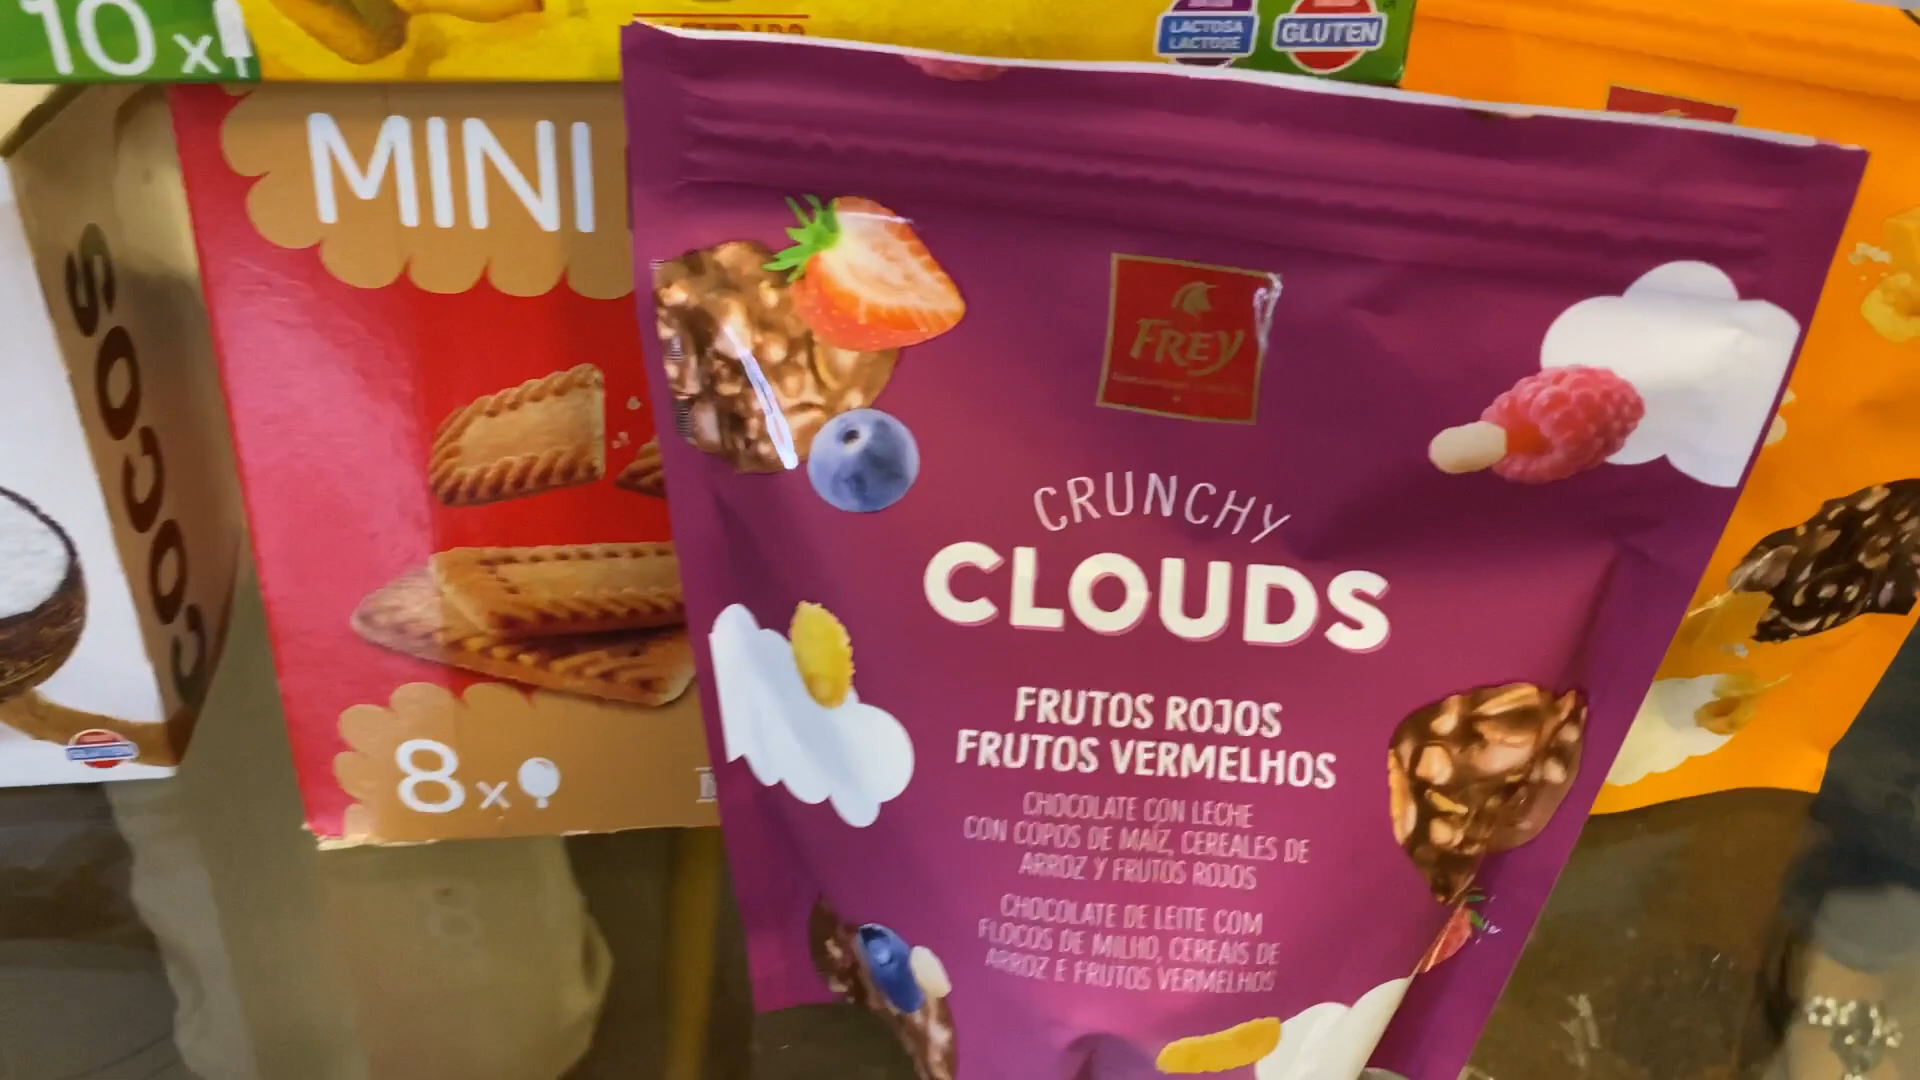 10 x
LACTOSA
LACTOSE
GLUTEN
MINI
COCOS
8x
FREY
CRUNCHY
CLOUDS
FRUTOS ROJOS
FRUTOS VERMELHOS
CHOCOLATE CON LECHE
CON COPOS DE MAÍZ, CEREALES DE
ARROZ Y FRUTOS ROJOS
CHOCOLATE DE LEITE COM
FLOCOS DE MILHO, CEREAIS DE
ARROZ E FRUTOS VERMELHOS